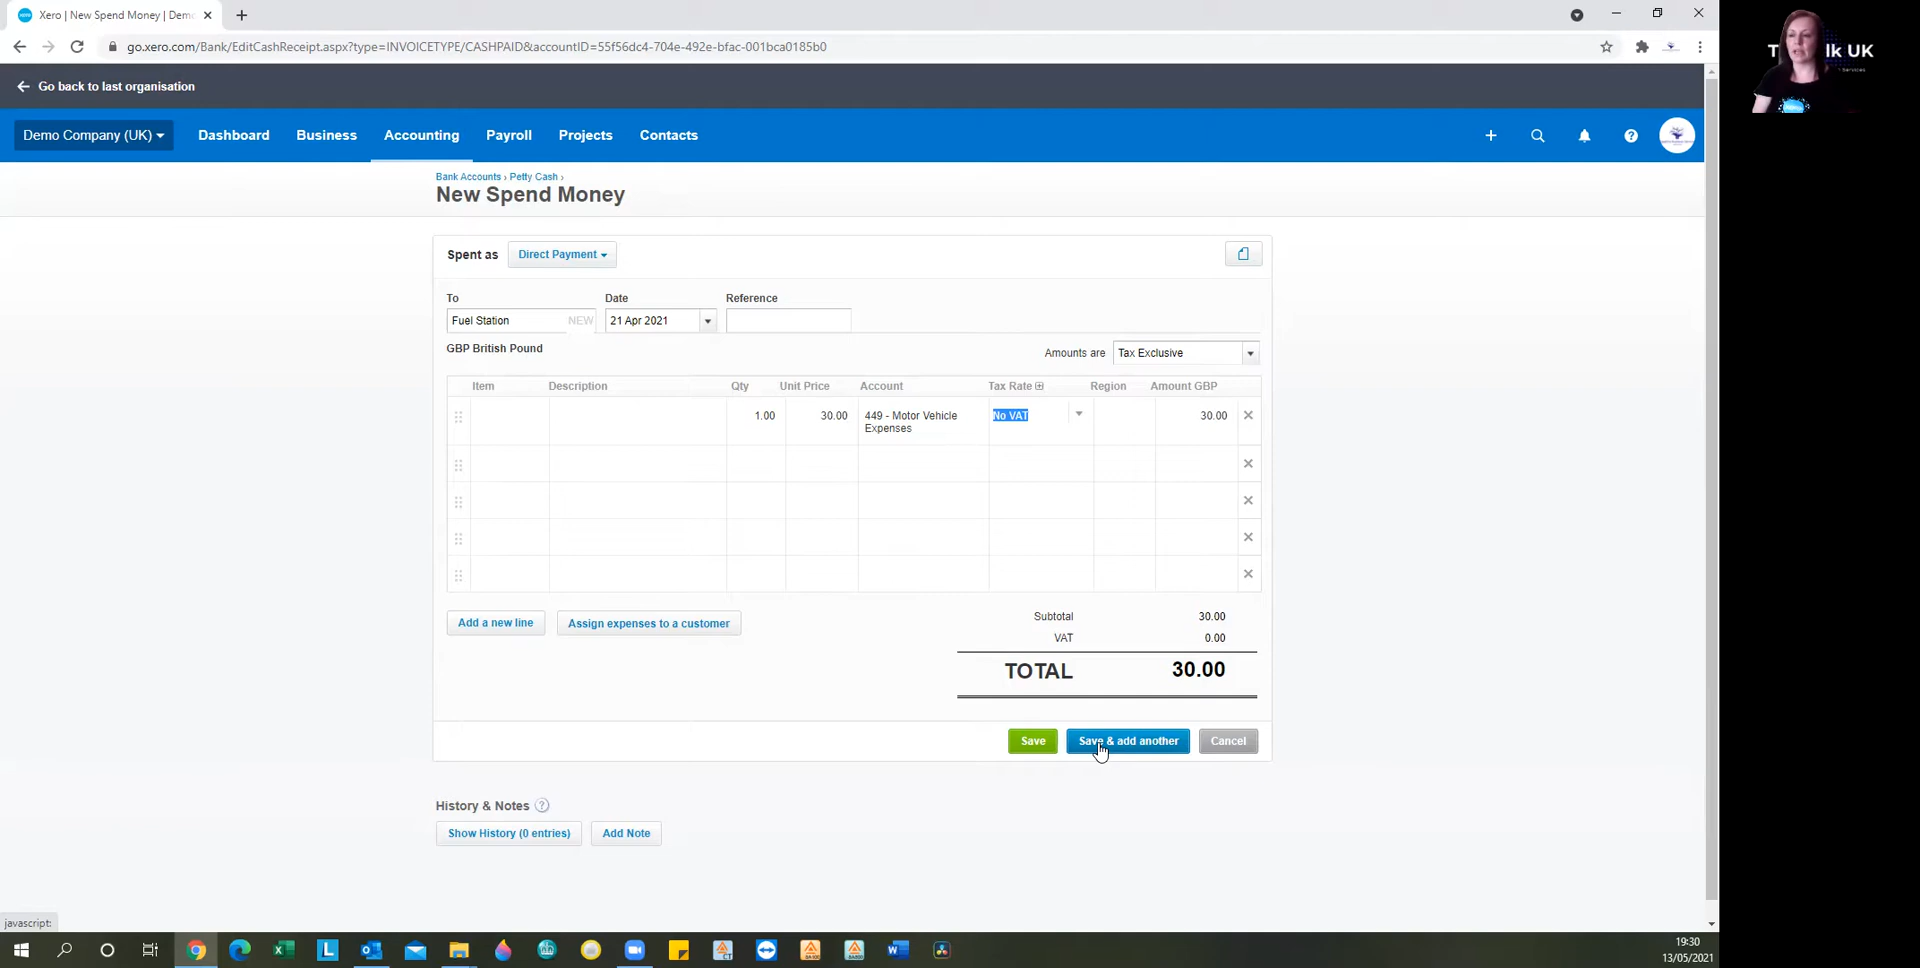 Xero | New Spend Money | Demo
go.xero.com/Bank/EditCashReceipt.aspx?type=INVOICETYPE/CASHPAID&accountID=55f56dc4-704e-492e-bfac-001bca0185b0
lk UK
Go back to last organisation
Demo Company (UK) Dashboard Business Accounting Payroll Projects Contacts
Bank Accounts › Petty Cash ›
New Spend Money
Spent as Direct Payment
To Date Reference
Fuel Station NEW 21 Apr 2021
GBP British Pound
Amounts are Tax Exclusive
Item Description Qty Unit Price Account Tax Rate Region Amount GBP
1.00 30.00 449 - Motor Vehicle No VAT 30.00
Expenses
Add a new line Assign expenses to a customer
Subtotal 30.00
VAT 0.00
TOTAL 30.00
Save Save & add another Cancel
History & Notes ?
Show History (0 entries) Add Note
javascript:
19:30
13/05/2021